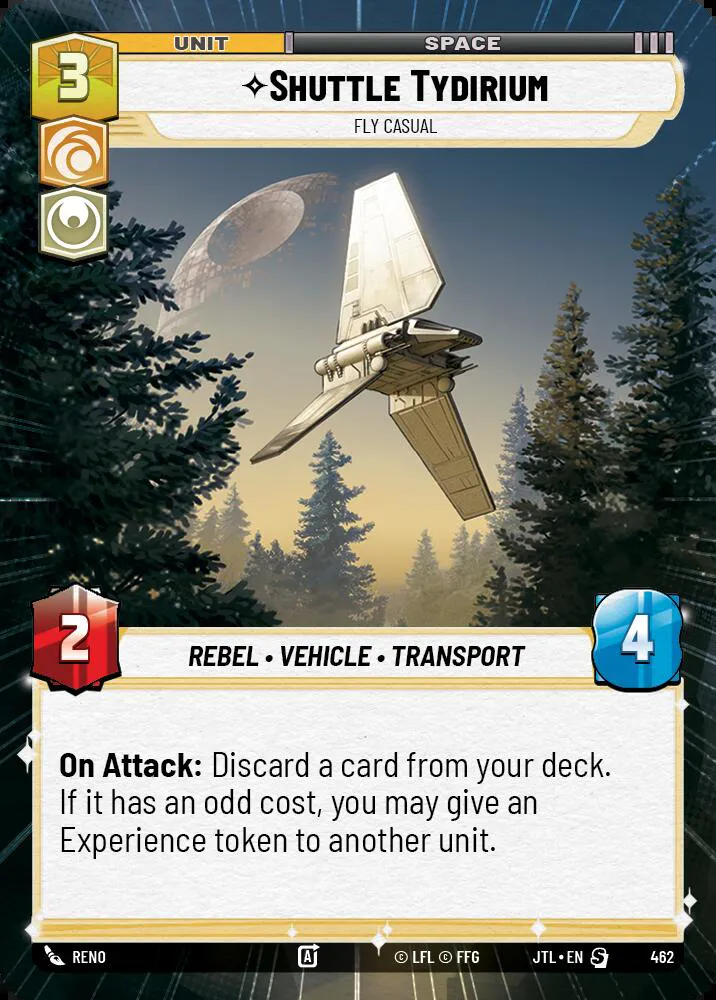 UNIT
SPACE
3
SHUTTLE TYDIRIUM
FLY CASUAL
2
REBEL • VEHICLE • TRANSPORT
4
On Attack: Discard a card from your deck.
If it has an odd cost, you may give an
Experience token to another unit.
RENO
A
© LFL © FFG
JTL • EN
S
462